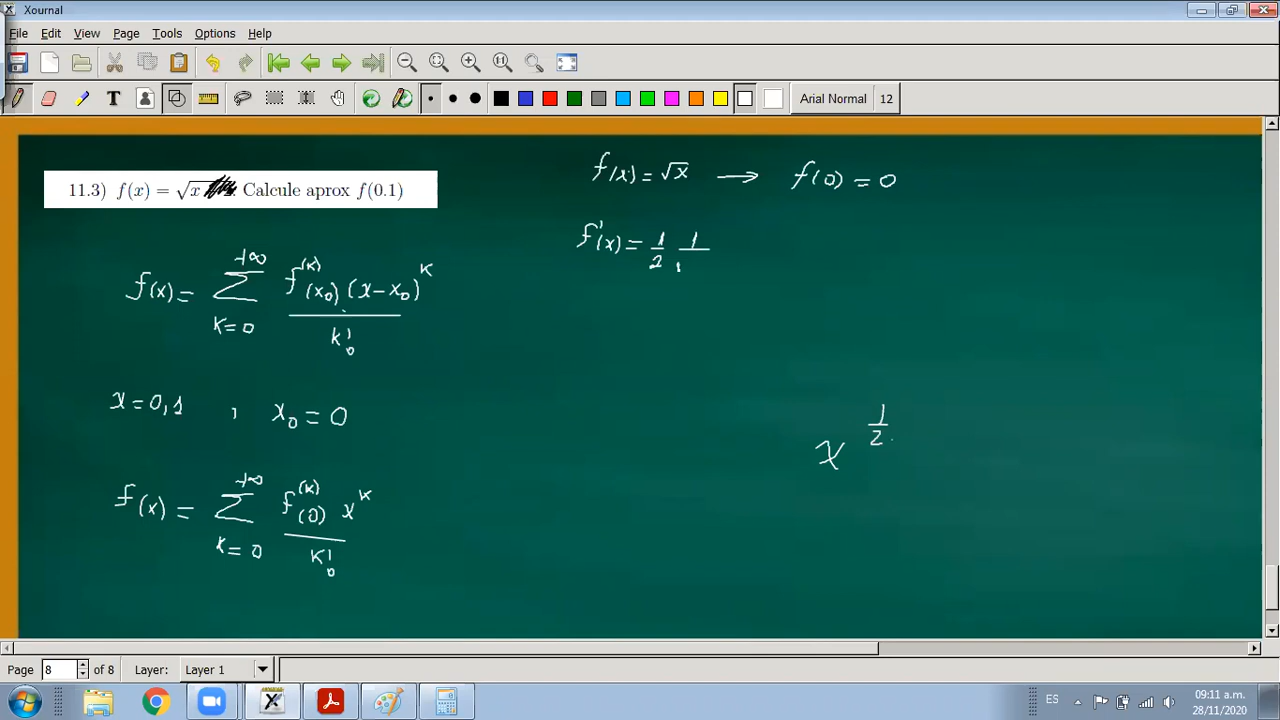 Xournal
File Edit View Page Tools Options Help
Arial Normal 12
11.3) f(x) = √x Calcule aprox f(0.1)
f(x) = √x → f(0) = 0
f'(x) = 1/2 1/
f(x) = Σ_{K=0}^{+∞} f^{(K)}(x₀) (x − x₀)^K / k!
x = 0,1 , x₀ = 0
f(x) = Σ_{K=0}^{+∞} f^{(K)}(0) x^K / K!
x^{1/2}
Page 8 of 8 Layer: Layer 1
ES 09:11 a.m.
28/11/2020